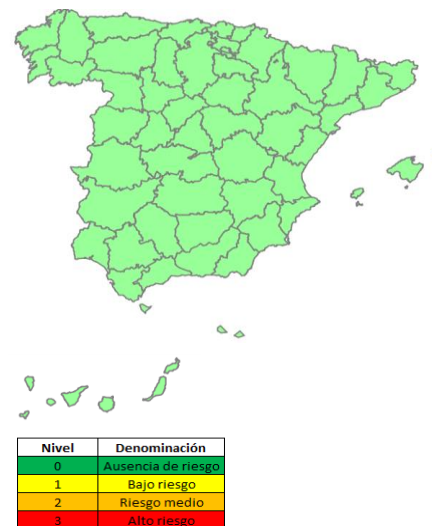 Nivel Denominación
0 Ausencia de riesgo
1 Bajo riesgo
2 Riesgo medio
3 Alto riesgo